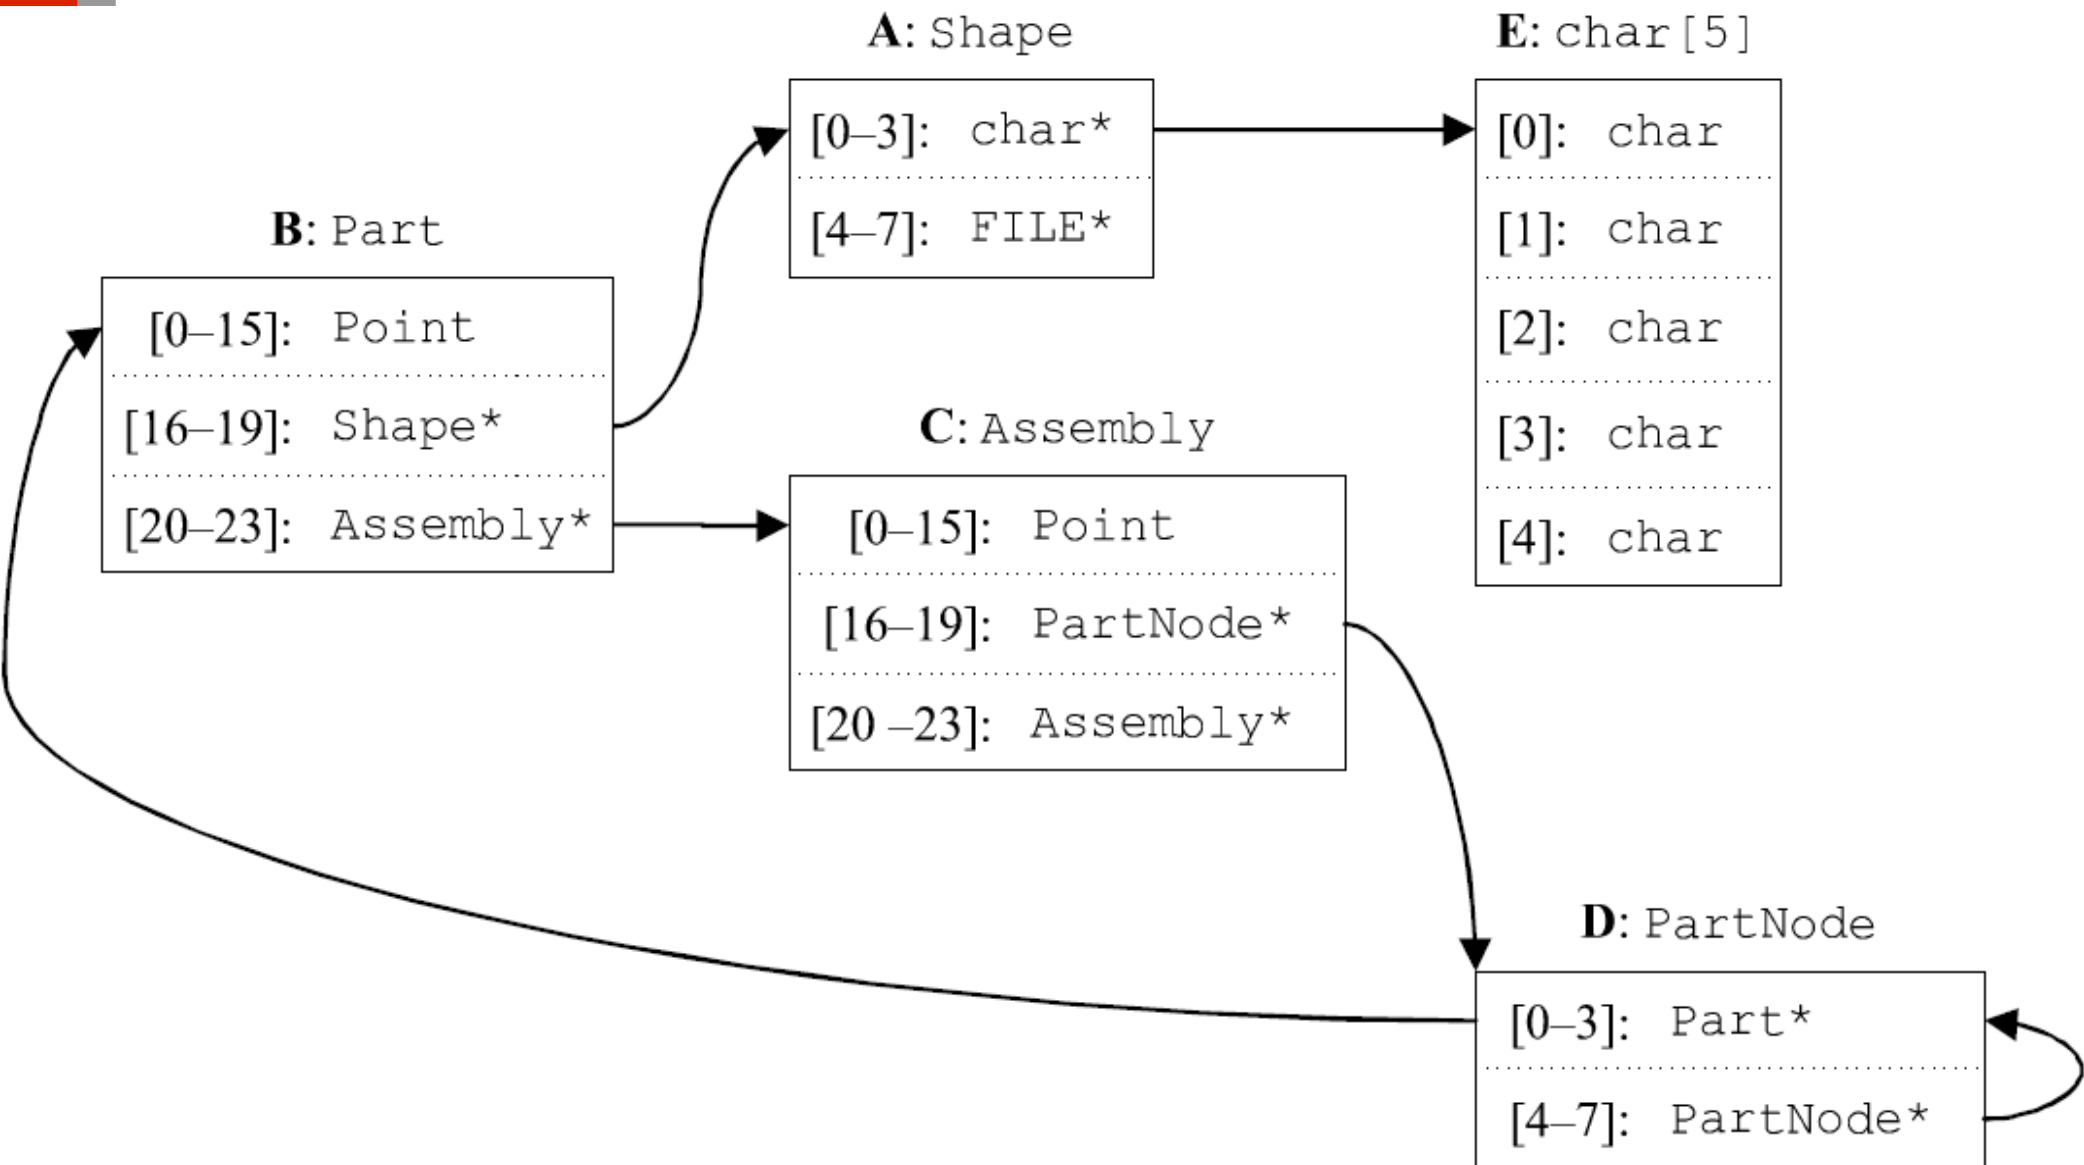 A: Shape
[0–3]: char*
[4–7]: FILE*
E: char[5]
[0]: char
[1]: char
[2]: char
[3]: char
[4]: char
B: Part
[0–15]: Point
[16–19]: Shape*
[20–23]: Assembly*
C: Assembly
[0–15]: Point
[16–19]: PartNode*
[20 –23]: Assembly*
D: PartNode
[0–3]: Part*
[4–7]: PartNode*